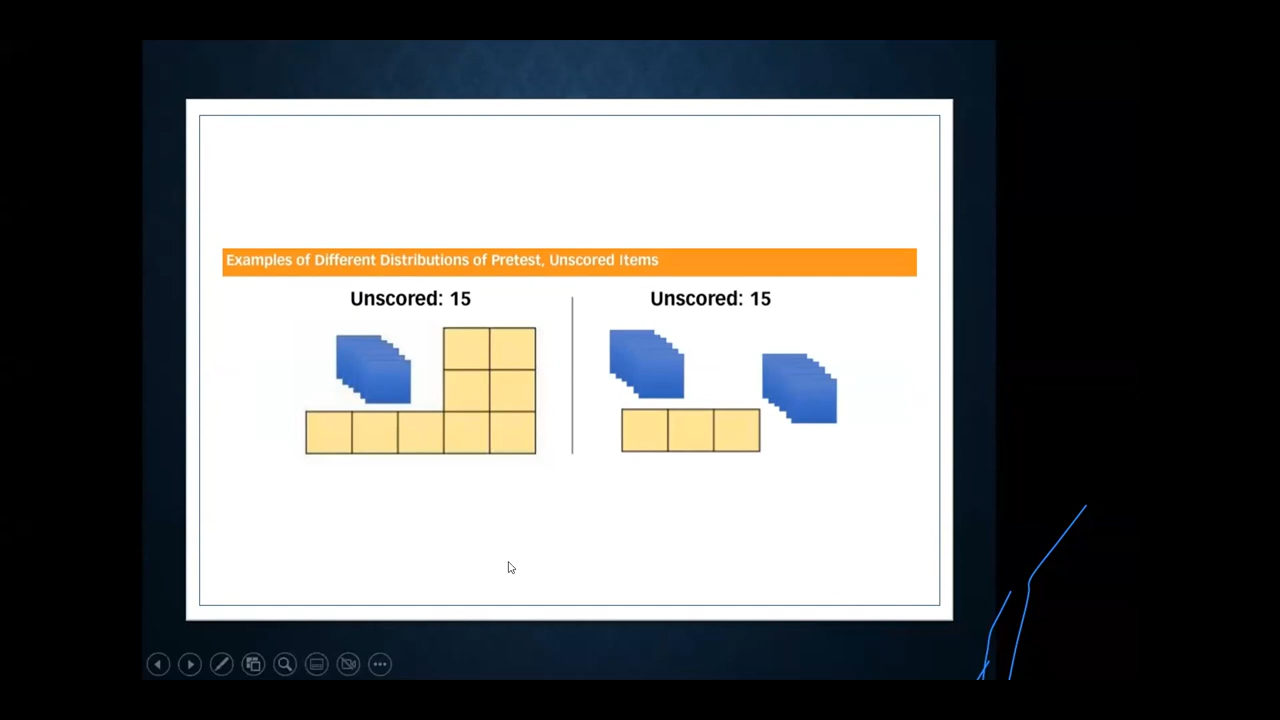 Examples of Different Distributions of Pretest, Unscored Items
Unscored: 15
Unscored: 15